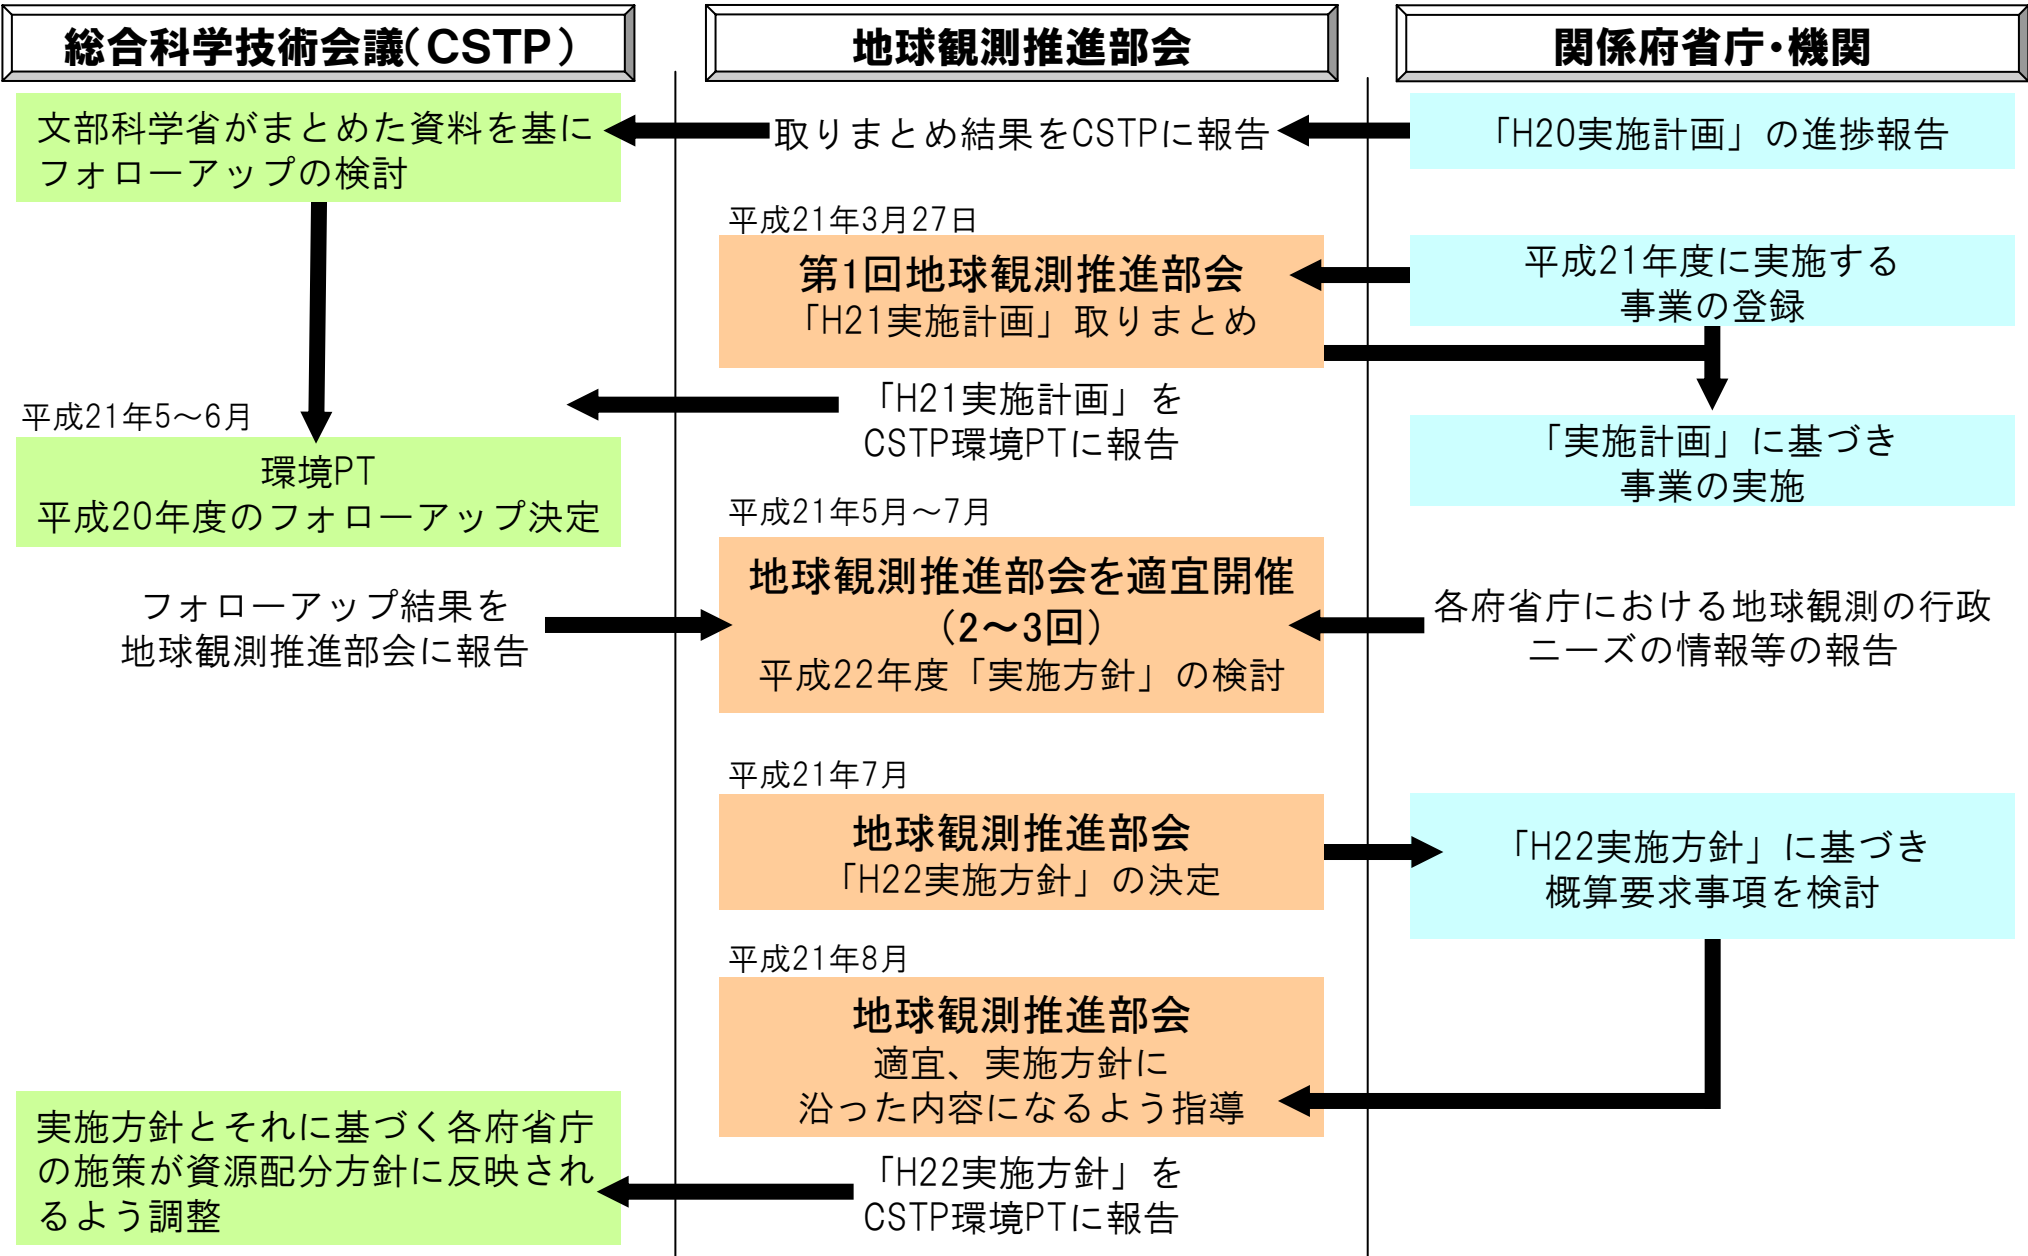 総合科学技術会議(CSTP)
地球観測推進部会
関係府省庁・機関
文部科学省がまとめた資料を基に
フォローアップの検討
取りまとめ結果をCSTPに報告
「H20実施計画」の進捗報告
平成21年3月27日
第1回地球観測推進部会
「H21実施計画」取りまとめ
平成21年度に実施する
事業の登録
「H21実施計画」を
CSTP環境PTに報告
「実施計画」に基づき
事業の実施
平成21年5～6月
環境PT
平成20年度のフォローアップ決定
フォローアップ結果を
地球観測推進部会に報告
平成21年5月～7月
地球観測推進部会を適宜開催
(2～3回)
平成22年度「実施方針」の検討
各府省庁における地球観測の行政
ニーズの情報等の報告
平成21年7月
地球観測推進部会
「H22実施方針」の決定
「H22実施方針」に基づき
概算要求事項を検討
平成21年8月
地球観測推進部会
適宜、実施方針に
沿った内容になるよう指導
「H22実施方針」を
CSTP環境PTに報告
実施方針とそれに基づく各府省庁
の施策が資源配分方針に反映され
るよう調整